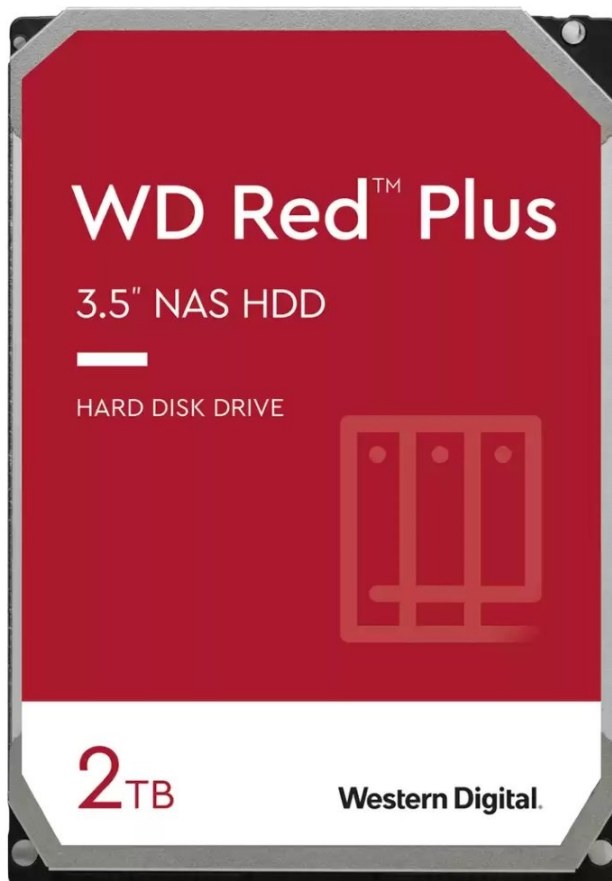 WD Red™ Plus
3.5" NAS HDD
HARD DISK DRIVE
2TB
Western Digital.